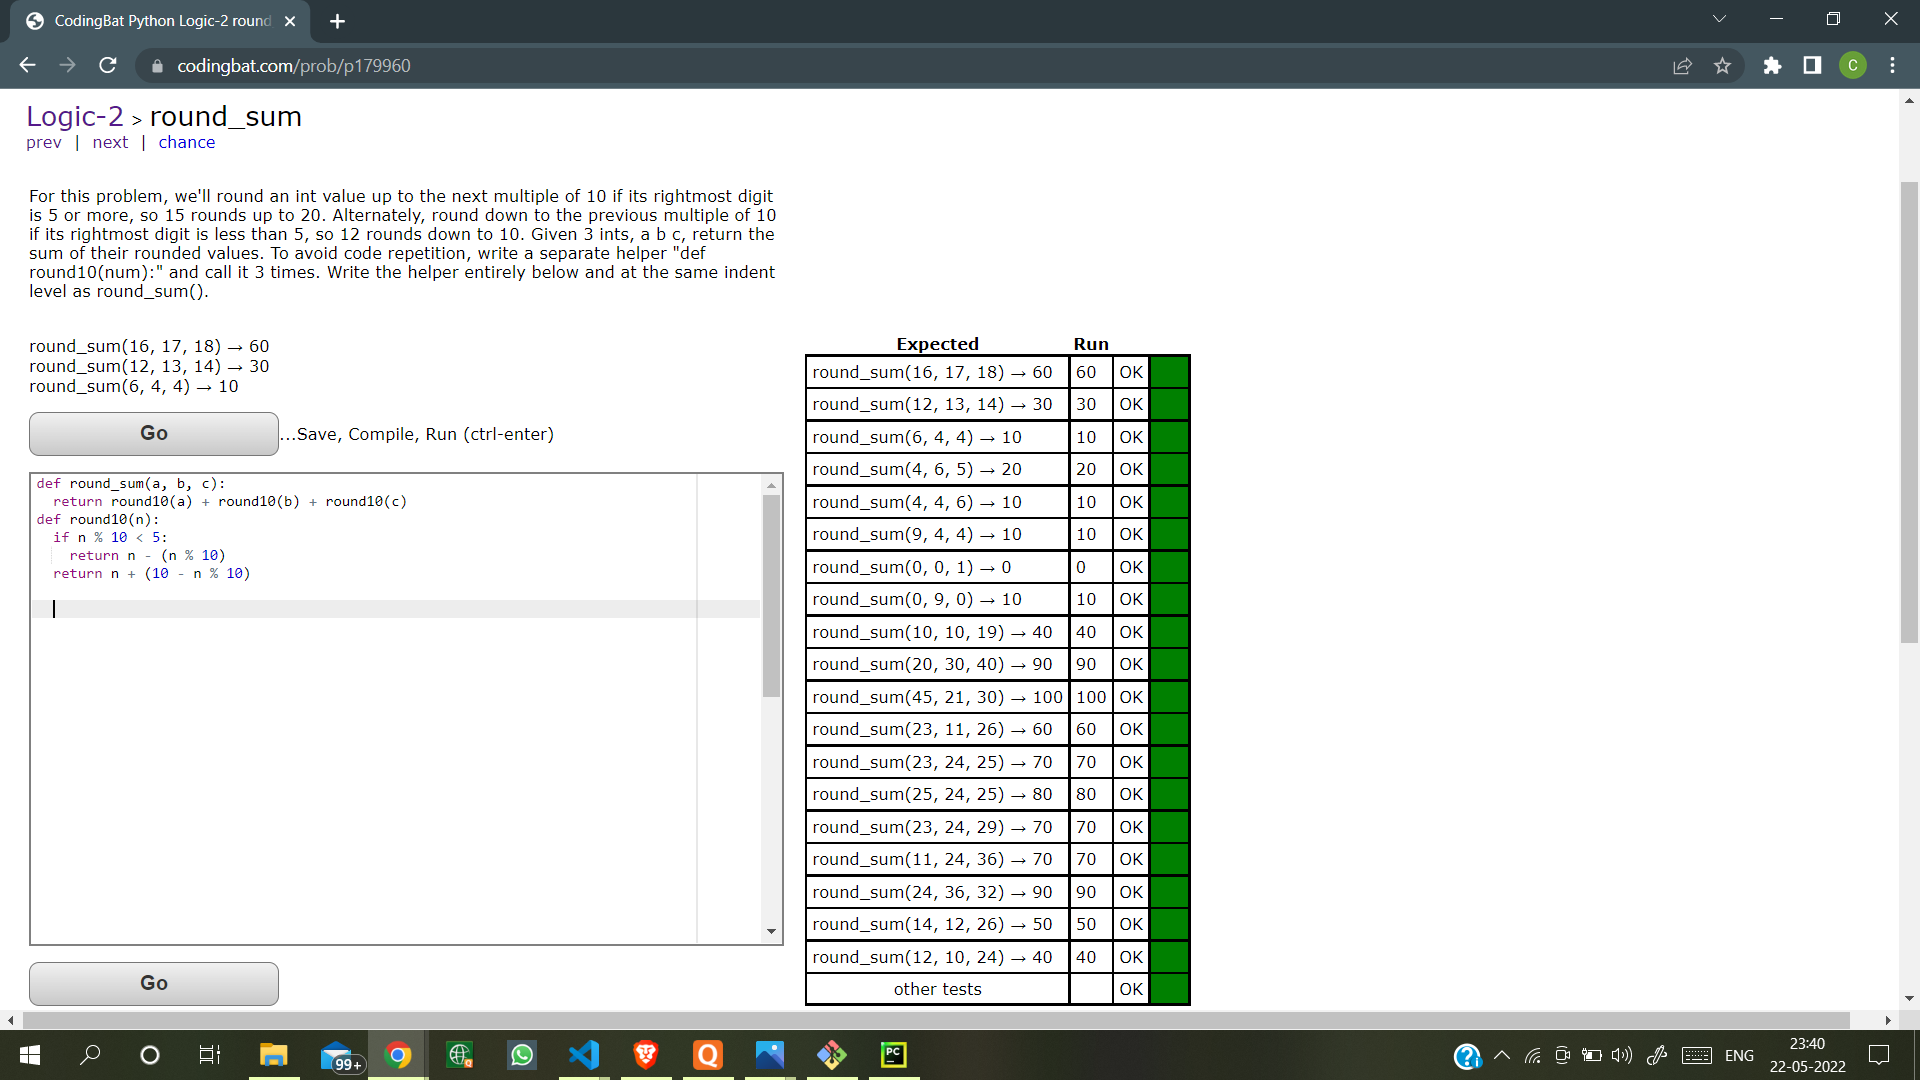 CodingBat Python Logic-2 round
codingbat.com/prob/p179960
C
Logic-2 > round_sum
prev | next | chance
For this problem, we'll round an int value up to the next multiple of 10 if its rightmost digit
is 5 or more, so 15 rounds up to 20. Alternately, round down to the previous multiple of 10
if its rightmost digit is less than 5, so 12 rounds down to 10. Given 3 ints, a b c, return the
sum of their rounded values. To avoid code repetition, write a separate helper "def
round10(num):" and call it 3 times. Write the helper entirely below and at the same indent
level as round_sum().
round_sum(16, 17, 18) → 60
round_sum(12, 13, 14) → 30
round_sum(6, 4, 4) → 10
Go
...Save, Compile, Run (ctrl-enter)
def round_sum(a, b, c):
  return round10(a) + round10(b) + round10(c)
def round10(n):
  if n % 10 < 5:
    return n - (n % 10)
  return n + (10 - n % 10)
Go
Expected Run
round_sum(16, 17, 18) → 60 60 OK
round_sum(12, 13, 14) → 30 30 OK
round_sum(6, 4, 4) → 10 10 OK
round_sum(4, 6, 5) → 20 20 OK
round_sum(4, 4, 6) → 10 10 OK
round_sum(9, 4, 4) → 10 10 OK
round_sum(0, 0, 1) → 0 0 OK
round_sum(0, 9, 0) → 10 10 OK
round_sum(10, 10, 19) → 40 40 OK
round_sum(20, 30, 40) → 90 90 OK
round_sum(45, 21, 30) → 100 100 OK
round_sum(23, 11, 26) → 60 60 OK
round_sum(23, 24, 25) → 70 70 OK
round_sum(25, 24, 25) → 80 80 OK
round_sum(23, 24, 29) → 70 70 OK
round_sum(11, 24, 36) → 70 70 OK
round_sum(24, 36, 32) → 90 90 OK
round_sum(14, 12, 26) → 50 50 OK
round_sum(12, 10, 24) → 40 40 OK
other tests OK
99+
PC
ENG
23:40
22-05-2022